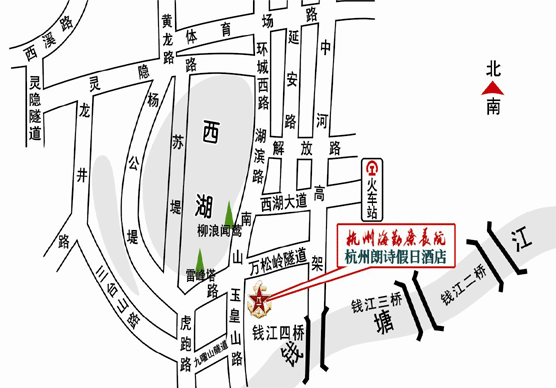 西溪路
黄龙路
体育场路
环城西路
延安路
中河高架
北
南
灵隐隧道
灵隐路
龙井路
杨公堤
苏堤
西湖
湖滨路
解放路
火车站
西湖大道
柳浪闻莺
南山路
杭州海勤疗养院
杭州朗诗假日酒店
万松岭隧道
雷峰塔
三台山路
玉皇山路
虎跑路
九曜山隧道
钱江四桥
钱江三桥
钱江二桥
钱塘江